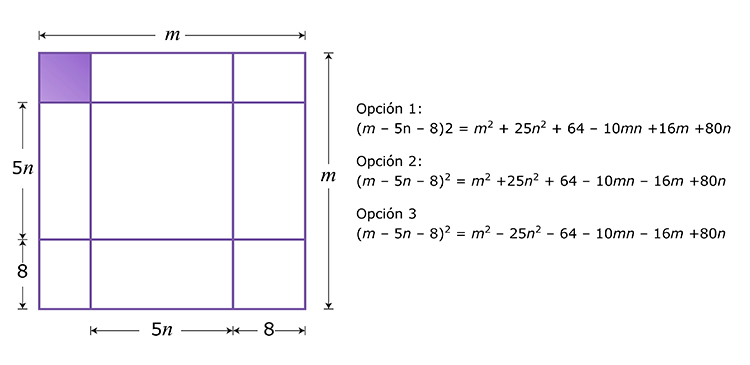 m
5n
8
m
5n
8
Opción 1:
(m – 5n – 8)2 = m² + 25n² + 64 – 10mn +16m +80n
Opción 2:
(m – 5n – 8)² = m² +25n² + 64 – 10mn – 16m +80n
Opción 3
(m – 5n – 8)² = m² – 25n² – 64 – 10mn – 16m +80n